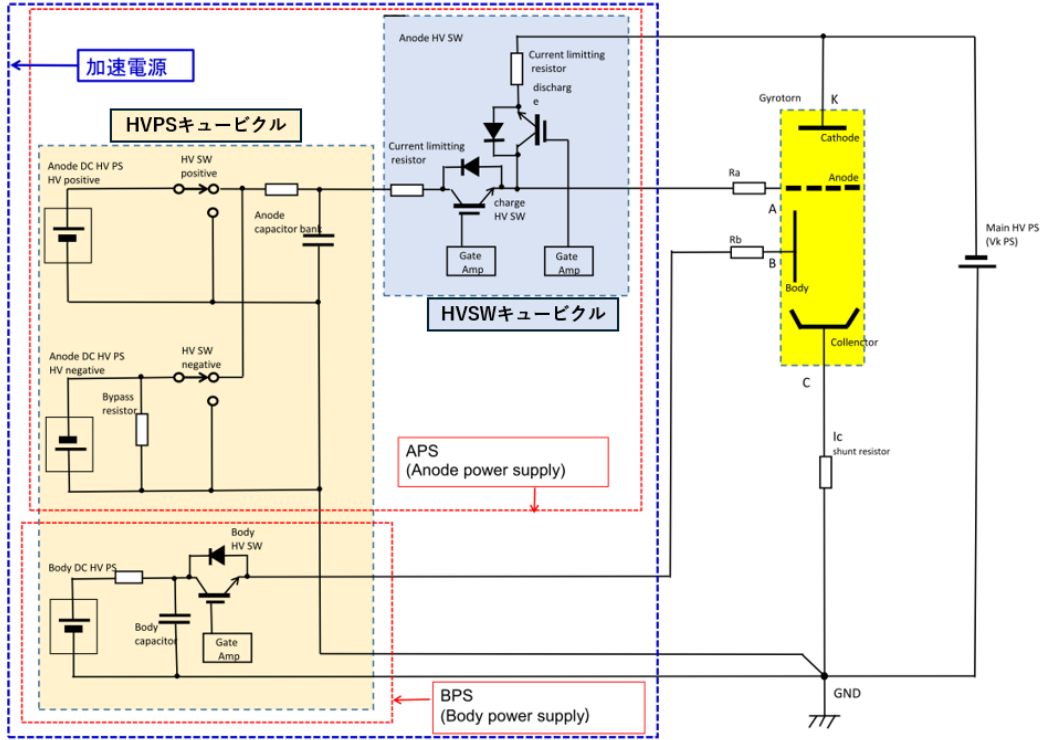 加速電源
HVPSキュービクル
Anode HV SW
Current limitting
resistor
discharg
e
Gyrotorn
K
Cathode
Anode DC HV PS
HV positive
HV SW
positive
Current limitting
resistor
Ra
Anode
A
Anode
capacitor bank
charge
HV SW
Gate
Amp
Gate
Amp
Rb
B
Body
Main HV PS
(Vk PS)
HVSWキュービクル
Collenctor
C
Anode DC HV PS
HV negative
HV SW
negative
Bypass
resistor
APS
(Anode power supply)
Ic
shunt resistor
Body
HV SW
Body DC HV PS
Body
capacitor
Gate
Amp
BPS
(Body power supply)
GND